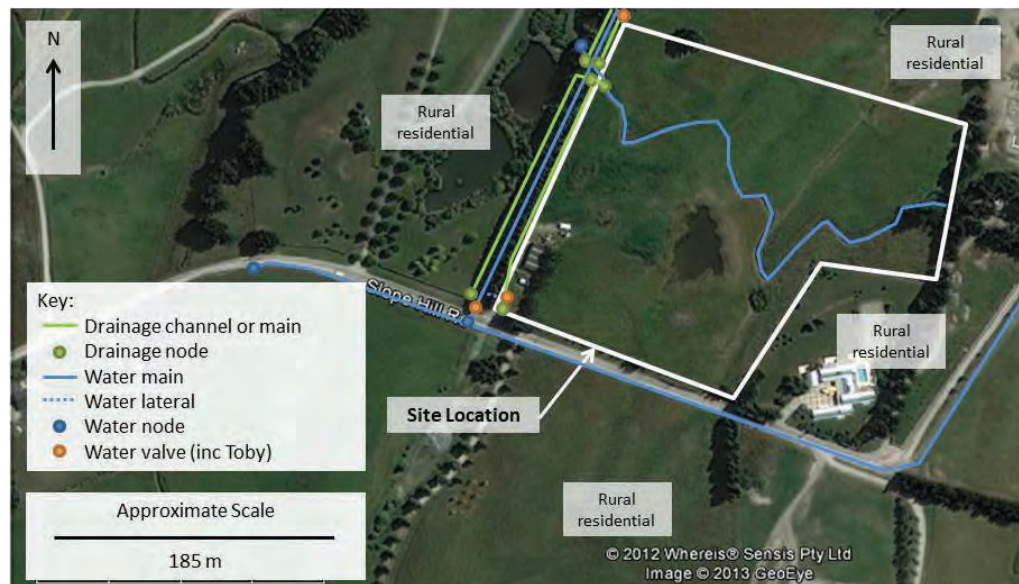 N
Rural
residential
Rural
residential
Slope Hill R
Key:
Drainage channel or main
Drainage node
Water main
Water lateral
Water node
Water valve (inc Toby)
Rural
residential
Site Location
Approximate Scale
185 m
Rural
residential
© 2012 Whereis® Sensis Pty Ltd
Image © 2013 GeoEye